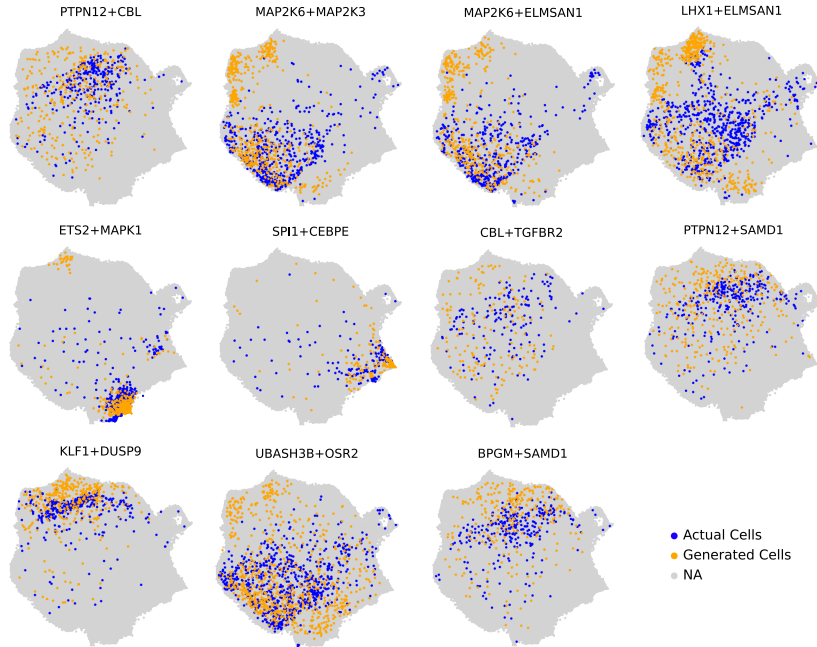 PTPN12+CBL
MAP2K6+MAP2K3
MAP2K6+ELMSAN1
LHX1+ELMSAN1
ETS2+MAPK1
SPI1+CEBPE
CBL+TGFBR2
PTPN12+SAMD1
KLF1+DUSP9
UBASH3B+OSR2
BPGM+SAMD1
Actual Cells
Generated Cells
NA